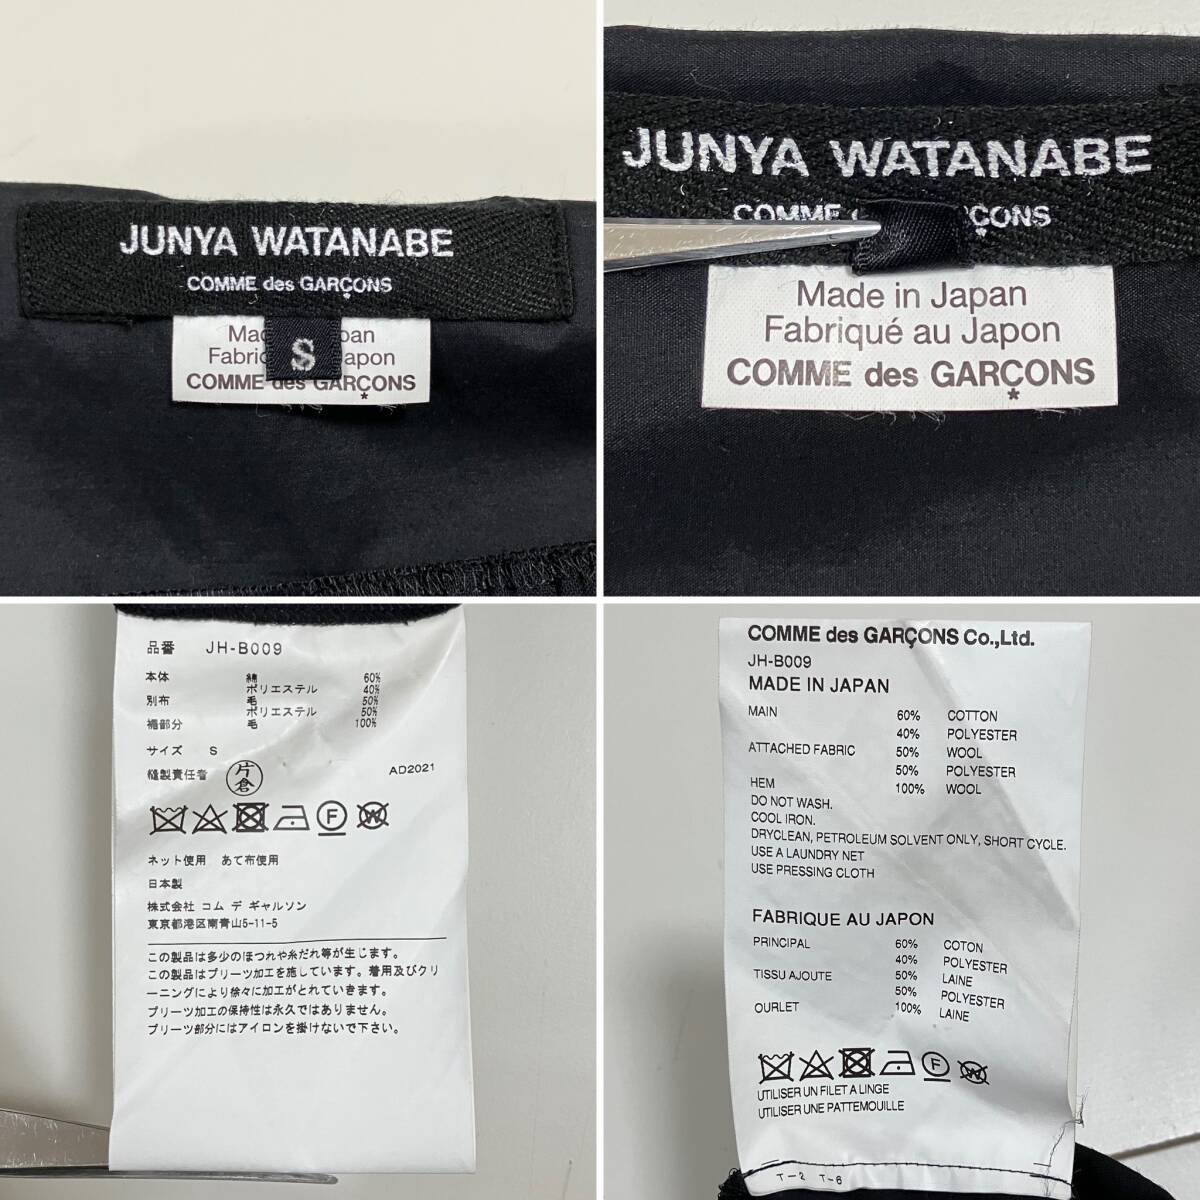 JUNYA WATANABE
COMME des GARÇONS
S
COMME des GARÇONS
JUNYA WATANABE
COMME
Made in Japan
Fabriqué au Japon
COMME des GARÇONS
品番 JH-B009
本体 綿 60%
ポリエステル 40%
別布 毛 50%
ポリエステル 50%
裾部分 毛 100%
サイズ S
縫製責任者 片倉 AD2021
F W
ネット使用 あて布使用
日本製
株式会社 コム デ ギャルソン
東京都港区南青山5-11-5
この製品は多少のほつれや糸だれ等が生じます。
この製品はプリーツ加工を施しています。着用及びクリ
ーニングにより徐々に加工がとれていきます。
プリーツ加工の保持性は永久ではありません。
プリーツ部分にはアイロンを掛けないで下さい。
COMME des GARÇONS Co.,Ltd.
JH-B009
MADE IN JAPAN
MAIN 60% COTTON
40% POLYESTER
ATTACHED FABRIC 50% WOOL
50% POLYESTER
HEM 100% WOOL
DO NOT WASH.
COOL IRON.
DRYCLEAN, PETROLEUM SOLVENT ONLY, SHORT CYCLE.
USE A LAUNDRY NET
USE PRESSING CLOTH
FABRIQUE AU JAPON
PRINCIPAL 60% COTON
40% POLYESTER
TISSU AJOUTE 50% LAINE
50% POLYESTER
OURLET 100% LAINE
F W
UTILISER UN FILET A LINGE
UTILISER UNE PATTEMOUILLE
T-2 T-6